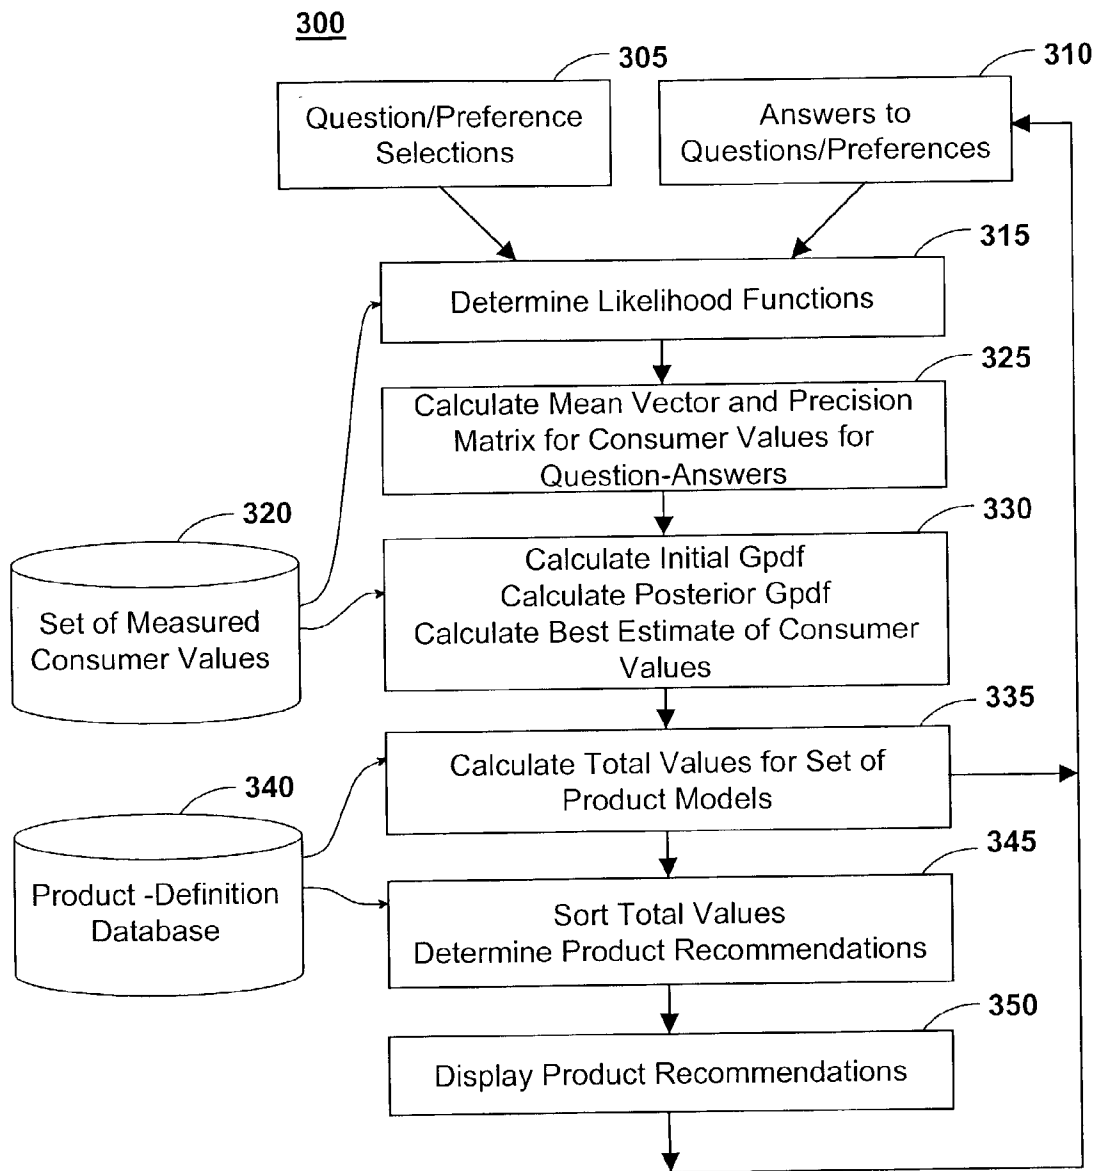 300
305
310
Question/Preference
Selections
Answers to
Questions/Preferences
315
Determine Likelihood Functions
325
Calculate Mean Vector and Precision
Matrix for Consumer Values for
Question-Answers
320
Set of Measured
Consumer Values
330
Calculate Initial Gpdf
Calculate Posterior Gpdf
Calculate Best Estimate of Consumer
Values
335
Calculate Total Values for Set of
Product Models
340
Product -Definition
Database
345
Sort Total Values
Determine Product Recommendations
350
Display Product Recommendations